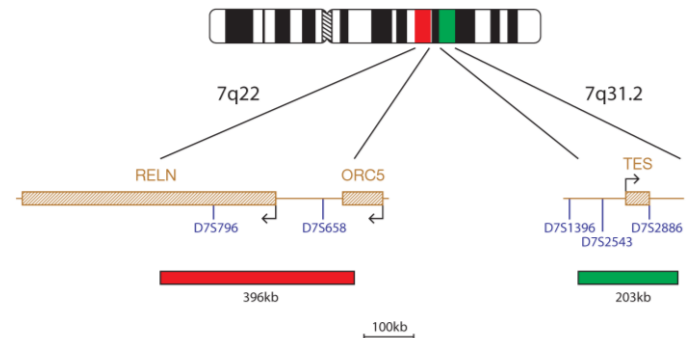 7q22
7q31.2
RELN
ORC5
TES
D7S796
D7S658
D7S1396
D7S2543
D7S2886
396kb
203kb
100kb